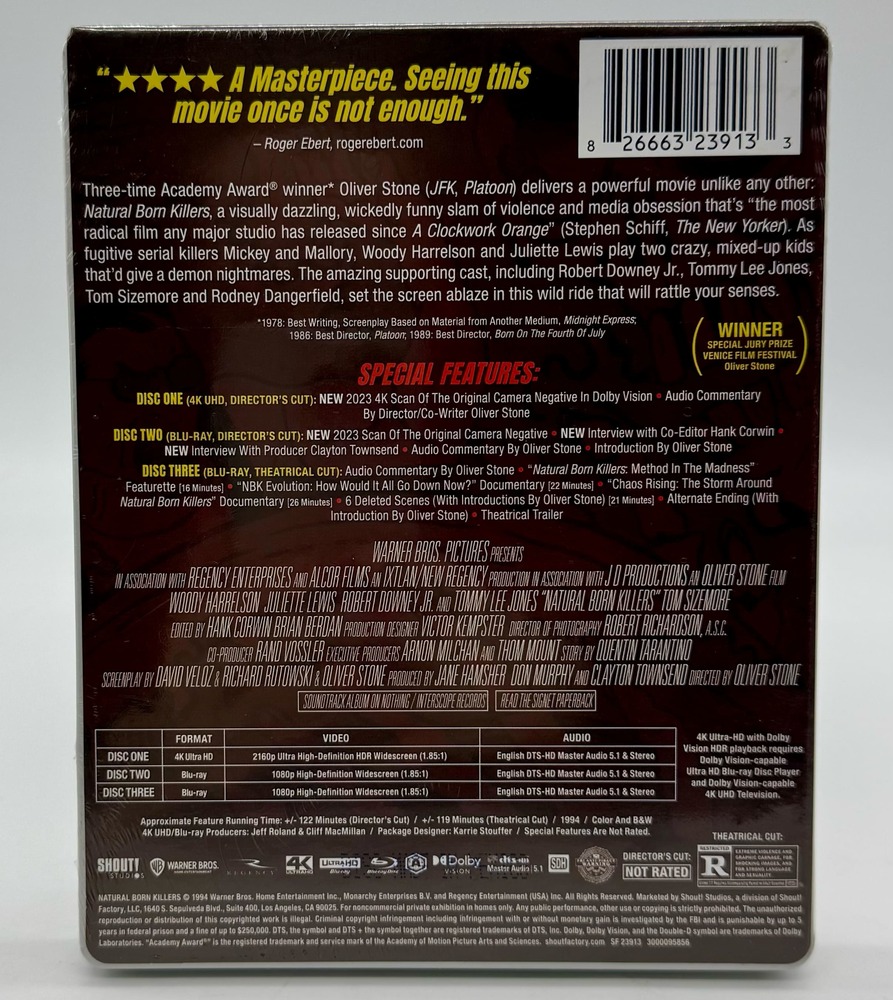 “★★★★ A Masterpiece. Seeing this
movie once is not enough.”
– Roger Ebert, rogerebert.com
8 26663 23913 3
Three-time Academy Award® winner* Oliver Stone (JFK, Platoon) delivers a powerful movie unlike any other:
Natural Born Killers, a visually dazzling, wickedly funny slam of violence and media obsession that’s “the most
radical film any major studio has released since A Clockwork Orange” (Stephen Schiff, The New Yorker). As
fugitive serial killers Mickey and Mallory, Woody Harrelson and Juliette Lewis play two crazy, mixed-up kids
that’d give a demon nightmares. The amazing supporting cast, including Robert Downey Jr., Tommy Lee Jones,
Tom Sizemore and Rodney Dangerfield, set the screen ablaze in this wild ride that will rattle your senses.
*1978: Best Writing, Screenplay Based on Material from Another Medium, Midnight Express;
1986: Best Director, Platoon; 1989: Best Director, Born On The Fourth Of July
WINNER
SPECIAL JURY PRIZE
VENICE FILM FESTIVAL
Oliver Stone
SPECIAL FEATURES:
DISC ONE (4K UHD, DIRECTOR’S CUT): NEW 2023 4K Scan Of The Original Camera Negative In Dolby Vision • Audio Commentary
By Director/Co-Writer Oliver Stone
DISC TWO (BLU-RAY, DIRECTOR’S CUT): NEW 2023 Scan Of The Original Camera Negative • NEW Interview with Co-Editor Hank Corwin •
NEW Interview With Producer Clayton Townsend • Audio Commentary By Oliver Stone • Introduction By Oliver Stone
DISC THREE (BLU-RAY, THEATRICAL CUT): Audio Commentary By Oliver Stone • “Natural Born Killers: Method In The Madness”
Featurette [16 Minutes] • “NBK Evolution: How Would It All Go Down Now?” Documentary [22 Minutes] • “Chaos Rising: The Storm Around
Natural Born Killers” Documentary [26 Minutes] • 6 Deleted Scenes (With Introductions By Oliver Stone) [21 Minutes] • Alternate Ending (With
Introduction By Oliver Stone) • Theatrical Trailer
WARNER BROS. PICTURES PRESENTS
IN ASSOCIATION WITH REGENCY ENTERPRISES AND ALCOR FILMS AN IXTLAN/NEW REGENCY PRODUCTION IN ASSOCIATION WITH J D PRODUCTIONS AN OLIVER STONE FILM
WOODY HARRELSON JULIETTE LEWIS ROBERT DOWNEY JR. AND TOMMY LEE JONES “NATURAL BORN KILLERS” TOM SIZEMORE
EDITED BY HANK CORWIN BRIAN BERDAN PRODUCTION DESIGNER VICTOR KEMPSTER DIRECTOR OF PHOTOGRAPHY ROBERT RICHARDSON, A.S.C.
CO-PRODUCER RAND VOSSLER EXECUTIVE PRODUCERS ARNON MILCHAN AND THOM MOUNT STORY BY QUENTIN TARANTINO
SCREENPLAY BY DAVID VELOZ & RICHARD RUTOWSKI & OLIVER STONE PRODUCED BY JANE HAMSHER DON MURPHY AND CLAYTON TOWNSEND DIRECTED BY OLIVER STONE
SOUNDTRACK ALBUM ON NOTHING / INTERSCOPE RECORDS READ THE SIGNET PAPERBACK
FORMAT VIDEO AUDIO
DISC ONE 4K Ultra HD 2160p Ultra High-Definition HDR Widescreen (1.85:1) English DTS-HD Master Audio 5.1 & Stereo
DISC TWO Blu-ray 1080p High-Definition Widescreen (1.85:1) English DTS-HD Master Audio 5.1 & Stereo
DISC THREE Blu-ray 1080p High-Definition Widescreen (1.85:1) English DTS-HD Master Audio 5.1 & Stereo
4K Ultra-HD with Dolby
Vision HDR playback requires
Dolby Vision-capable
Ultra HD Blu-ray Disc Player
and Dolby Vision-capable
4K UHD Television.
Approximate Feature Running Time: +/- 122 Minutes (Director’s Cut) / +/- 119 Minutes (Theatrical Cut) / 1994 / Color And B&W
4K UHD/Blu-ray Producers: Jeff Roland & Cliff MacMillan / Package Designer: Karrie Stouffer / Special Features Are Not Rated.
SHOUT! STUDIOS
WARNER BROS.
REGENCY
4K ULTRAHD
ULTRA HD Blu-ray
Blu-ray Disc
A
Dolby VISION
dts-HD Master Audio 5.1
SDH
DIRECTOR’S CUT:
NOT RATED
THEATRICAL CUT:
RESTRICTED
R
EXTREME VIOLENCE AND
GRAPHIC CARNAGE, FOR
SHOCKING IMAGES, AND
FOR STRONG LANGUAGE
AND SEXUALITY.
NATURAL BORN KILLERS © 1994 Warner Bros. Home Entertainment Inc., Monarchy Enterprises B.V. and Regency Entertainment (USA) Inc. All Rights Reserved. Marketed by Shout! Studios, a division of Shout!
Factory, LLC, 1640 S. Sepulveda Blvd., Suite 400, Los Angeles, CA 90025. For noncommercial private exhibition in homes only. Any public performance, other use or copying is strictly prohibited. The unauthorized
reproduction or distribution of this copyrighted work is illegal. Criminal copyright infringement including infringement with or without monetary gain is investigated by the FBI and is punishable by up to 5
years in federal prison and a fine of up to $250,000. DTS, the symbol and DTS + the symbol together are registered trademarks of DTS, Inc. Dolby, Dolby Vision, and the Double-D symbol are trademarks of Dolby
Laboratories. “Academy Award®” is the registered trademark and service mark of the Academy of Motion Picture Arts and Sciences. shoutfactory.com SF 23913 3000095856